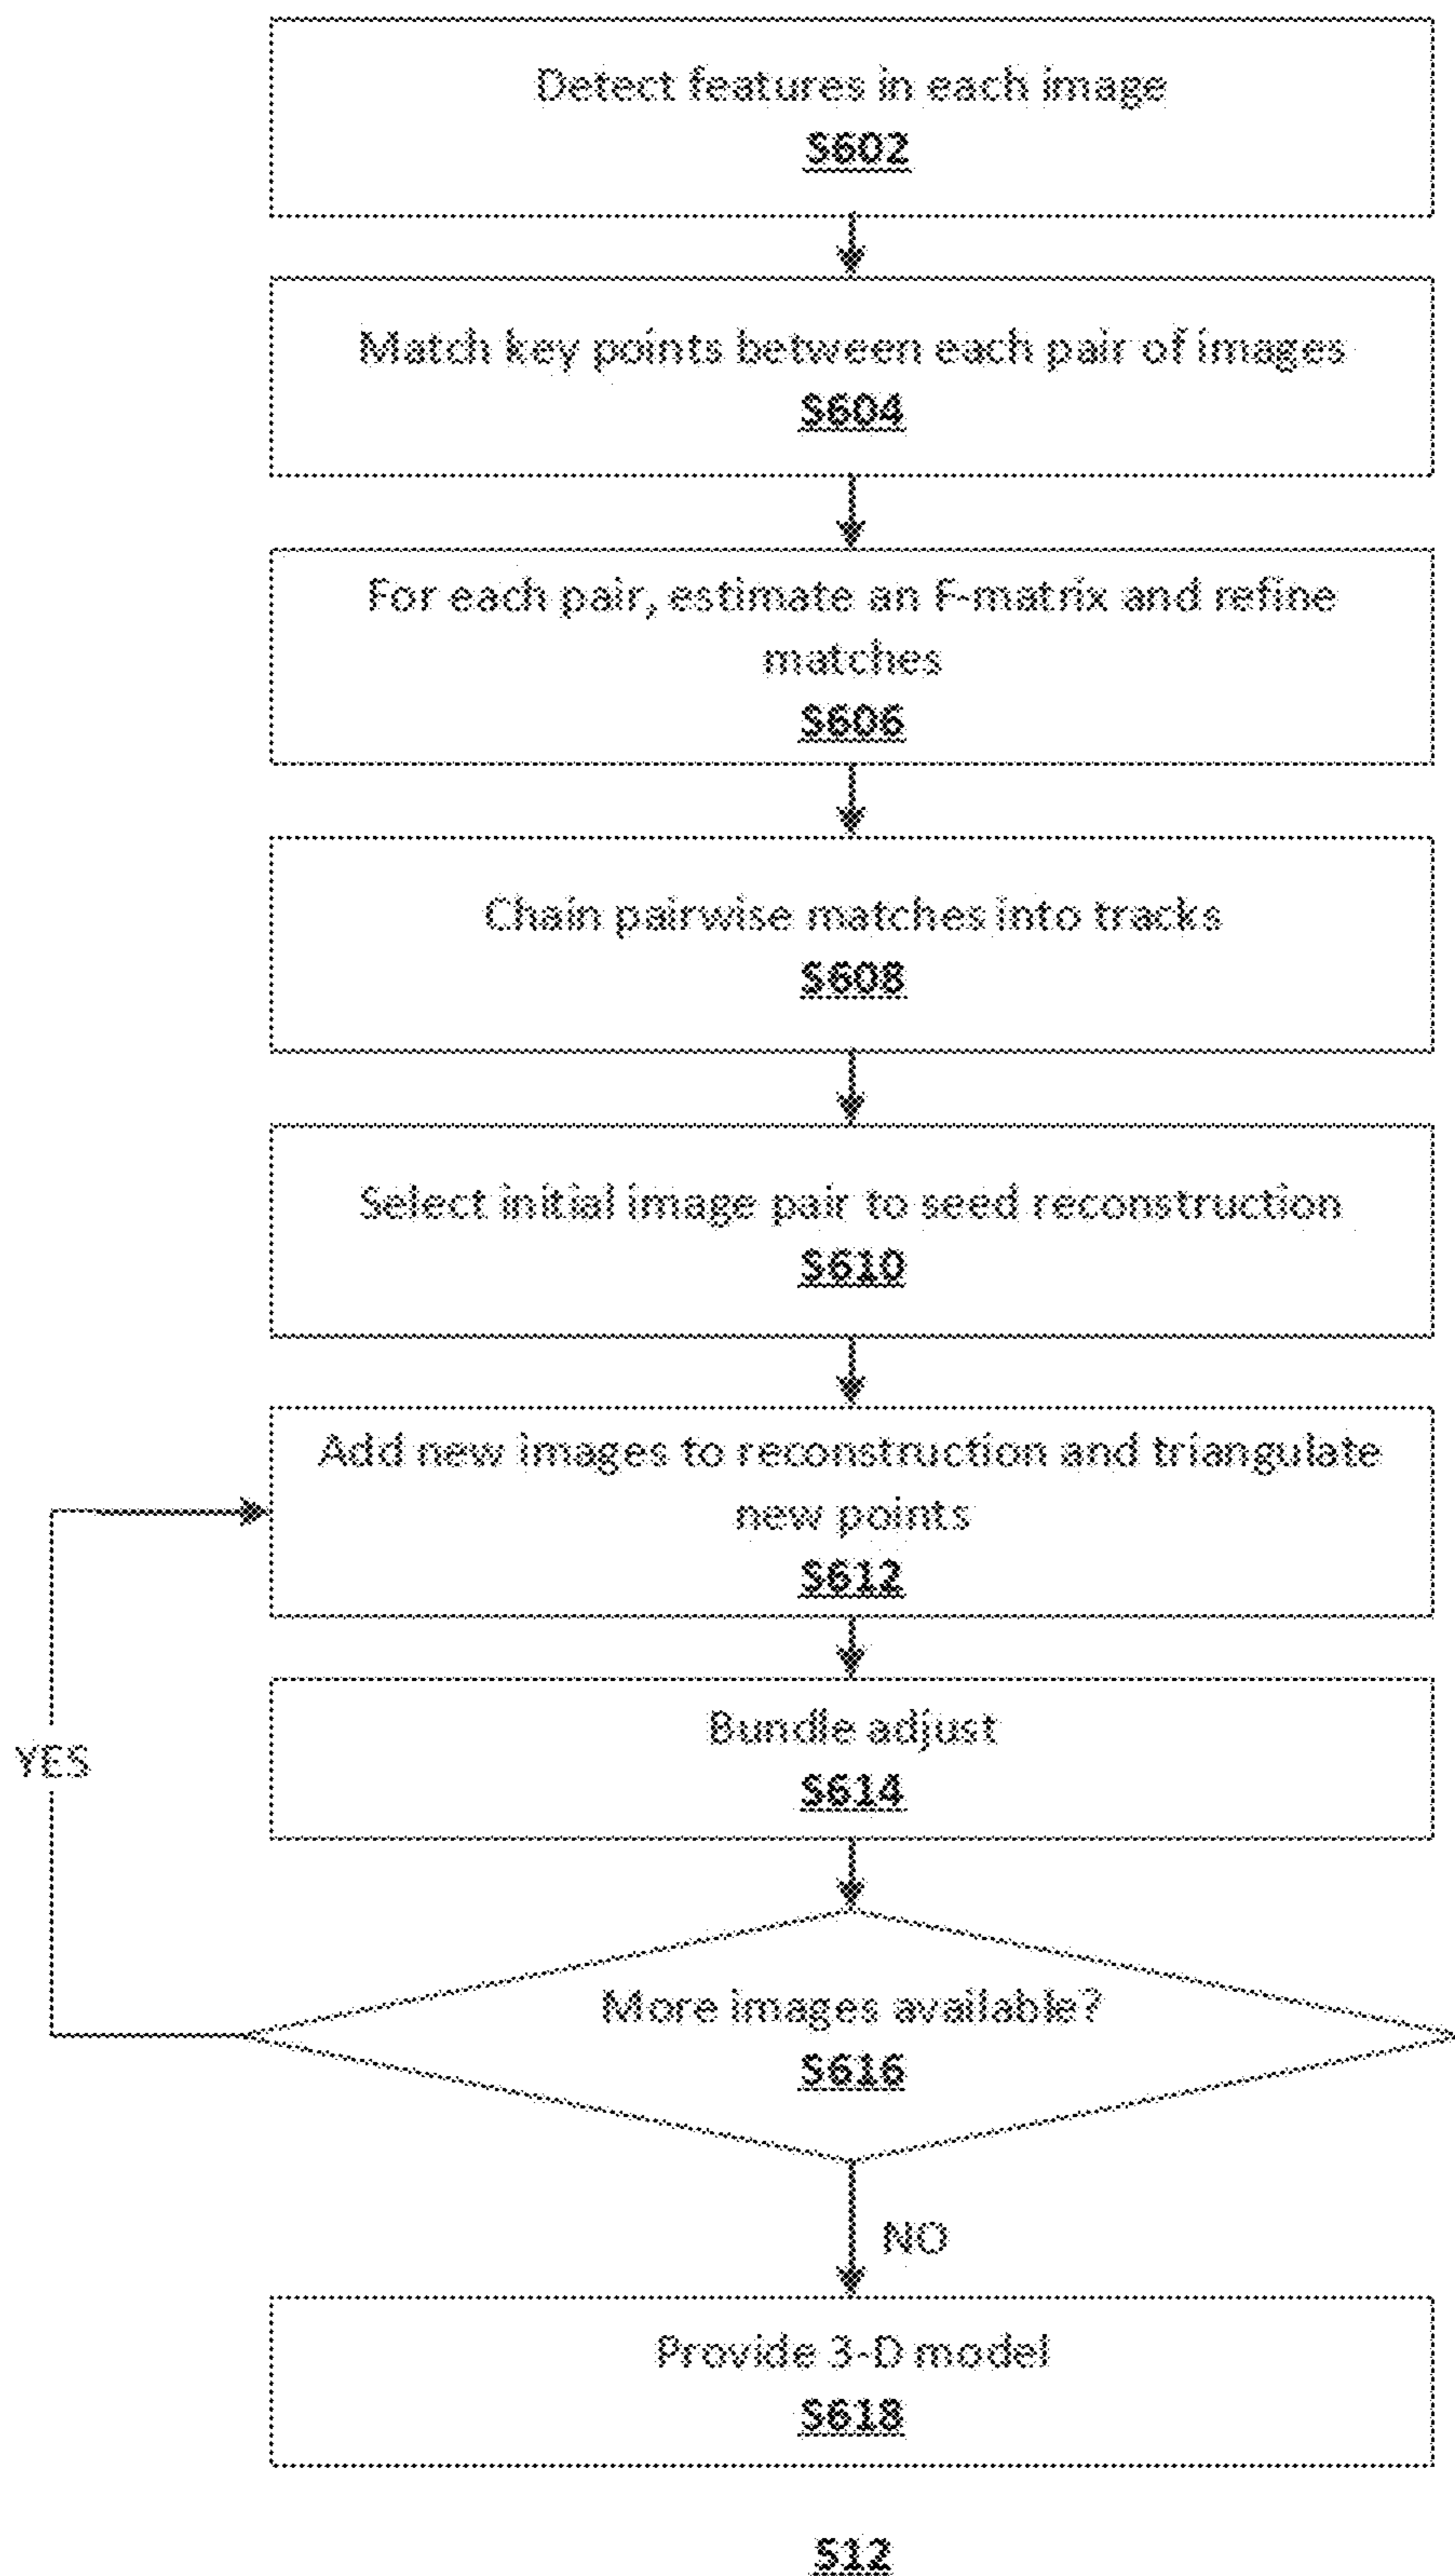 Detect features in each image
S602
Match key points between each pair of images
S604
For each pair, estimate an F-matrix and refine
matches
S606
Chain pairwise matches into tracks
S608
Select initial image pair to seed reconstruction
S610
Add new images to reconstruction and triangulate
new points
S612
Bundle adjust
S614
YES
More images available?
S616
NO
Provide 3-D model
S618
S12